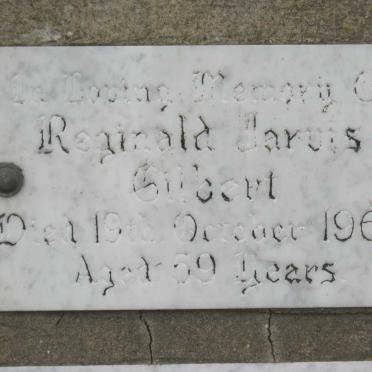 In Loving Memory O
Reginald Jarvis
Gilbert
Died 19th October 196
Aged 59 Years